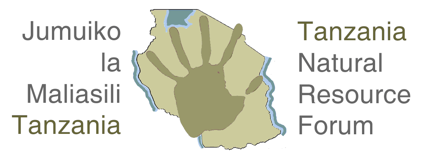 Jumuiko
la
Maliasili
Tanzania
Tanzania
Natural
Resource
Forum